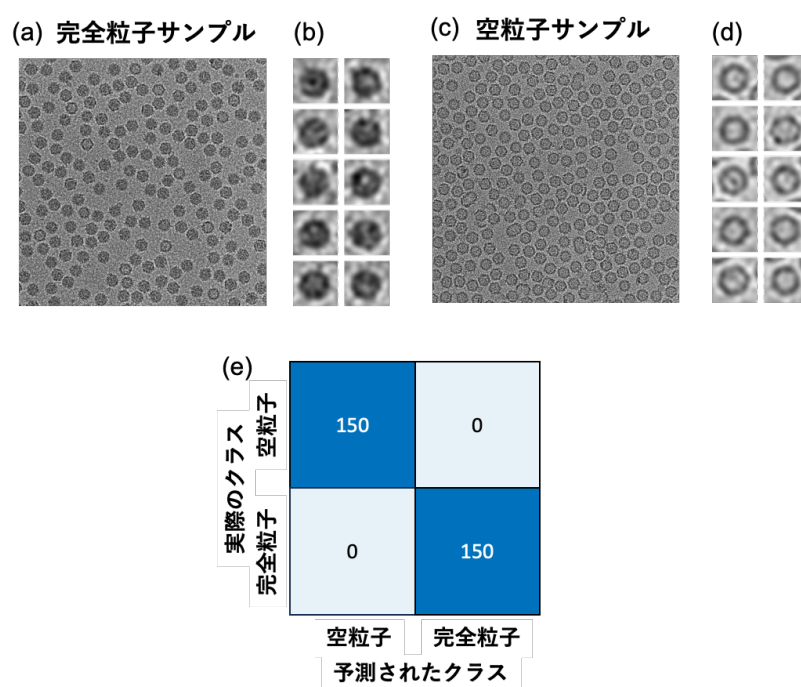 (a) 完全粒子サンプル
(b)
(c) 空粒子サンプル
(d)
(e)
実際のクラス
空粒子
完全粒子
150
0
0
150
空粒子
完全粒子
予測されたクラス